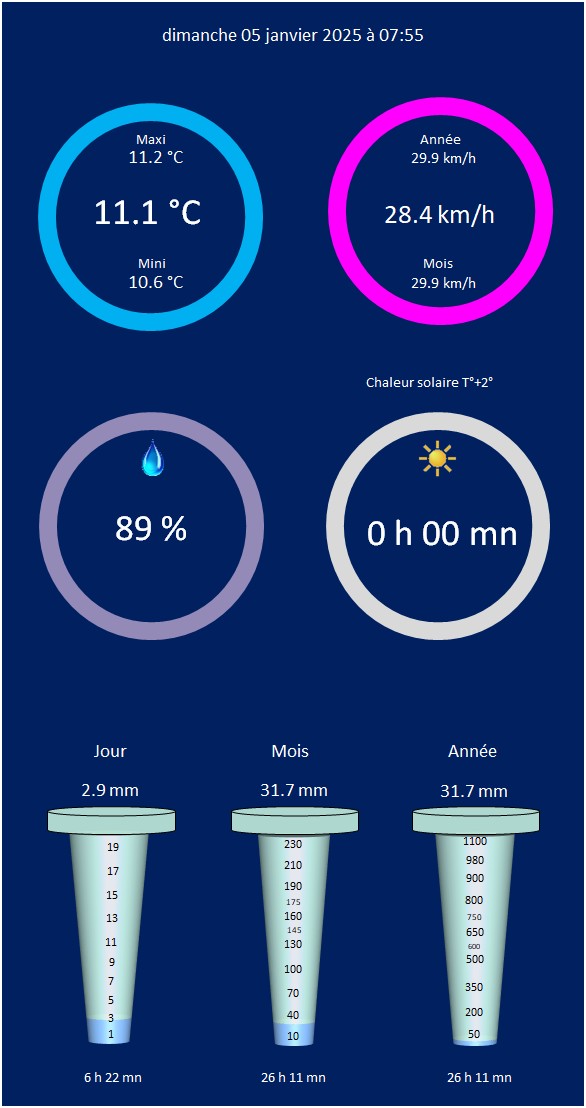 dimanche 05 janvier 2025 à 07:55
Maxi
11.2 °C
11.1 °C
Mini
10.6 °C
Année
29.9 km/h
28.4 km/h
Mois
29.9 km/h
Chaleur solaire T°+2°
89 %
0 h 00 mn
Jour
2.9 mm
19
17
15
13
11
9
7
5
3
1
6 h 22 mn
Mois
31.7 mm
230
210
190
175
160
145
130
100
70
40
10
26 h 11 mn
Année
31.7 mm
1100
980
900
800
750
650
600
500
350
200
50
26 h 11 mn